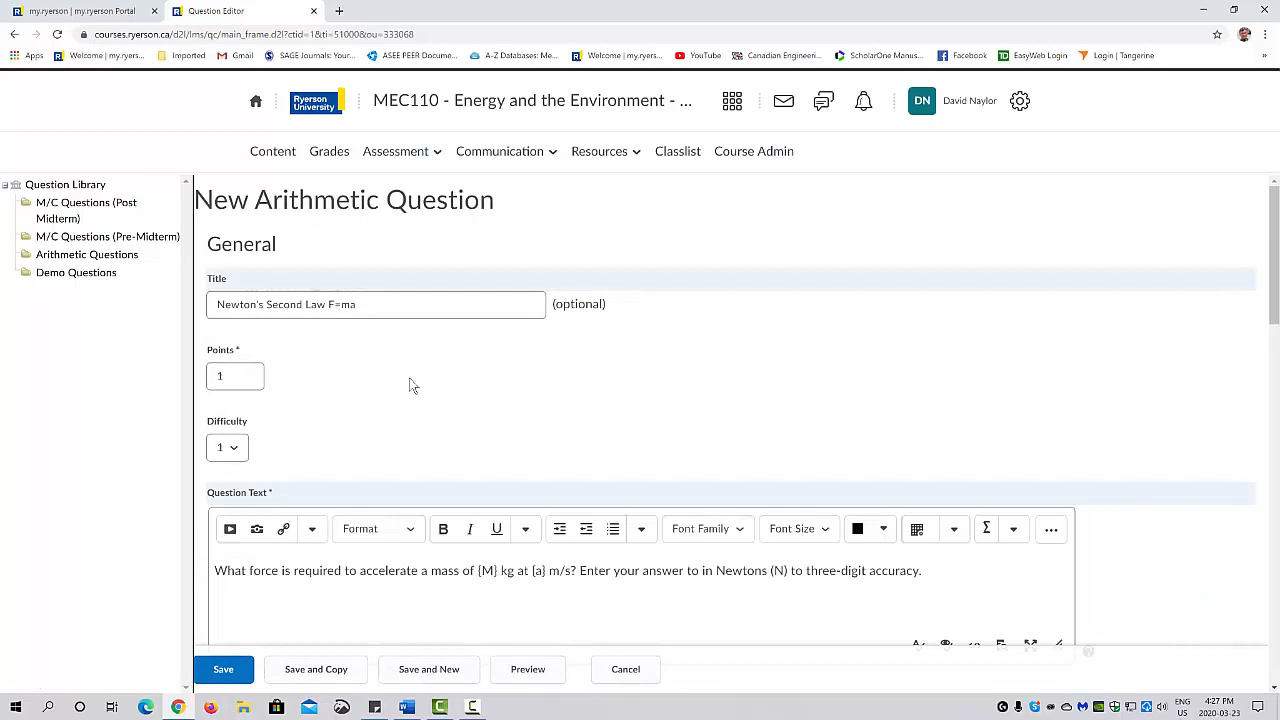 my.ryerson | my.ryerson Portal
Question Editor
courses.ryerson.ca/d2l/lms/qc/main_frame.d2l?ctid=1&ti=51000&ou=333068
Apps
Welcome | my.ryers...
Imported
Gmail
SAGE Journals: Your...
ASEE PEER Docume...
A-Z Databases: Me...
Welcome | my.ryers...
YouTube
Canadian Engineeri...
ScholarOne Manus...
Facebook
EasyWeb Login
Login | Tangerine
Ryerson University
MEC110 - Energy and the Environment - ...
DN
David Naylor
Content
Grades
Assessment
Communication
Resources
Classlist
Course Admin
Question Library
M/C Questions (Post
Midterm)
M/C Questions (Pre-Midterm)
Arithmetic Questions
Demo Questions
New Arithmetic Question
General
Title
Newton's Second Law F=ma
(optional)
Points *
1
Difficulty
1
Question Text *
Format
B I U
Font Family
Font Size
Σ
...
What force is required to accelerate a mass of {M} kg at {a} m/s? Enter your answer to in Newtons (N) to three-digit accuracy.
Save
Save and Copy
Save and New
Preview
Cancel
ENG
US
4:27 PM
2020-03-23